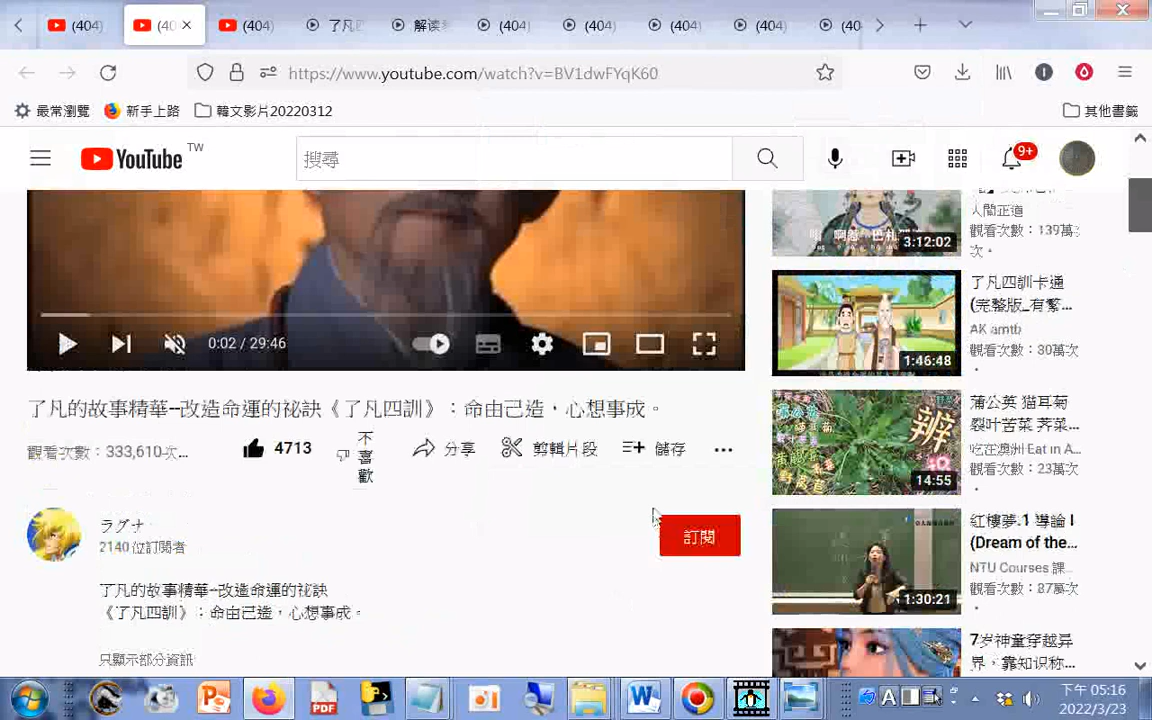 (404)
(40
(404)
了凡
解读
(404)
(404)
(404)
(404)
(40
https://www.youtube.com/watch?v=BV1dwFYqK60
最常瀏覽
新手上路
韓文影片20220312
其他書籤
YouTube TW
搜尋
9+
0:02 / 29:46
了凡的故事精華--改造命運的祕訣《了凡四訓》：命由己造，心想事成。
觀看次數：333,610次...
4713
不喜歡
分享
剪輯片段
儲存
ラグナ
2140 位訂閱者
訂閱
了凡的故事精華--改造命運的祕訣
《了凡四訓》：命由己造，心想事成。
只顯示部分資訊
3:12:02
人間正道
觀看次數：139萬次・
1:46:48
了凡四訓卡通
(完整版_有繁...
AK amtb
觀看次數：30萬次
辨
14:55
蒲公英 猫耳菊
裂叶苦菜 荠菜...
吃在澳洲 Eat in A...
觀看次數：23萬次
1:30:21
紅樓夢.1 導論 I
(Dream of the...
NTU Courses 課...
觀看次數：27萬次
7岁神童穿越异
界，靠知识称...
PDF
A
下午 05:16
2022/3/23